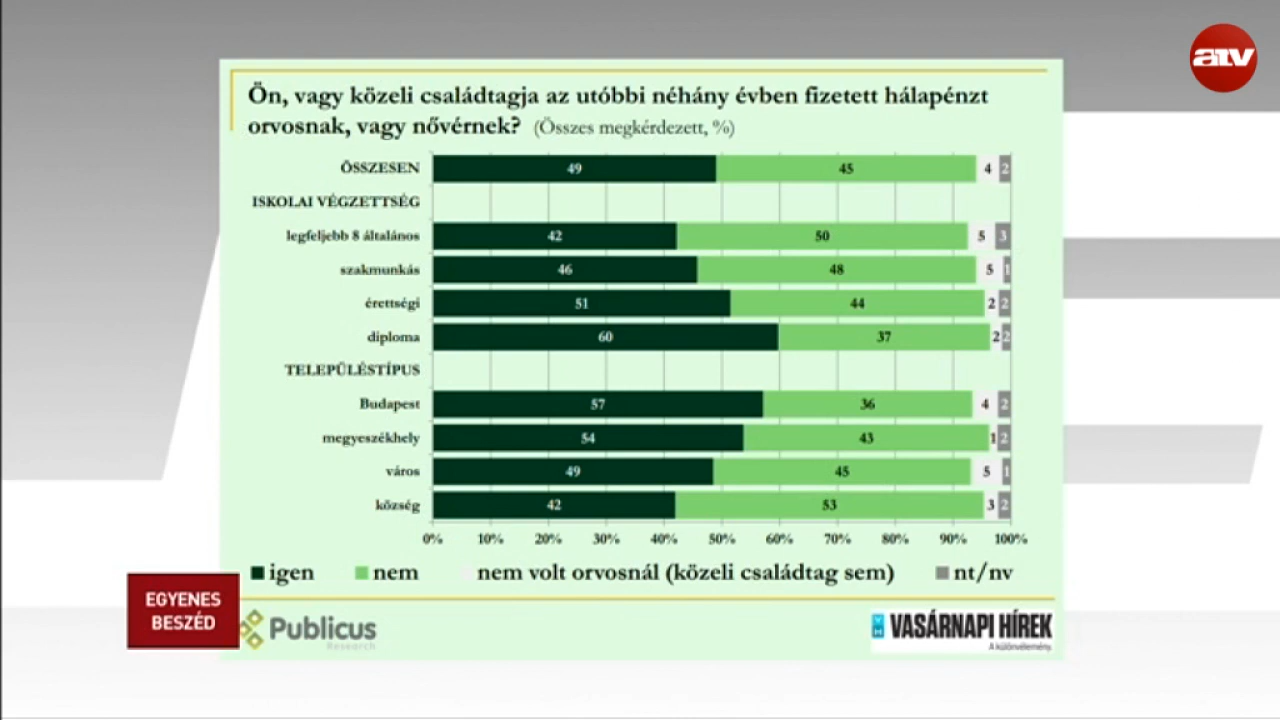 atv
Ön, vagy közeli családtagja az utóbbi néhány évben fizetett hálapénzt
orvosnak, vagy nővérnek? (Összes megkérdezett, %)
ÖSSZESEN 49 45 4 2
ISKOLAI VÉGZETTSÉG
legfeljebb 8 általános 42 50 5 3
szakmunkás 46 48 5 1
érettségi 51 44 2 2
diploma 60 37 2 2
TELEPÜLÉSTÍPUS
Budapest 57 36 4 2
megyeszékhely 54 43 1 2
város 49 45 5 1
község 42 53 3 2
0% 10% 20% 30% 40% 50% 60% 70% 80% 90% 100%
igen nem nem volt orvosnál (közeli családtag sem) nt/nv
EGYENES
BESZÉD
Publicus
Research
VH VASÁRNAPI HÍREK
A különvélemény.